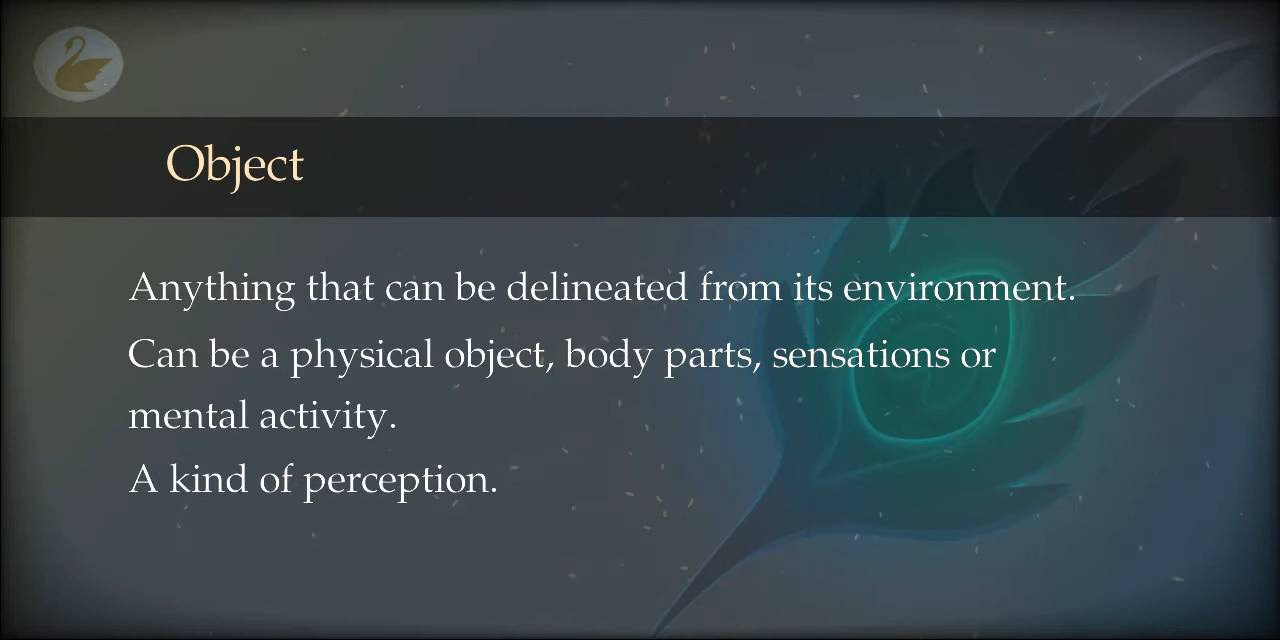 Object
Anything that can be delineated from its environment.
Can be a physical object, body parts, sensations or
mental activity.
A kind of perception.